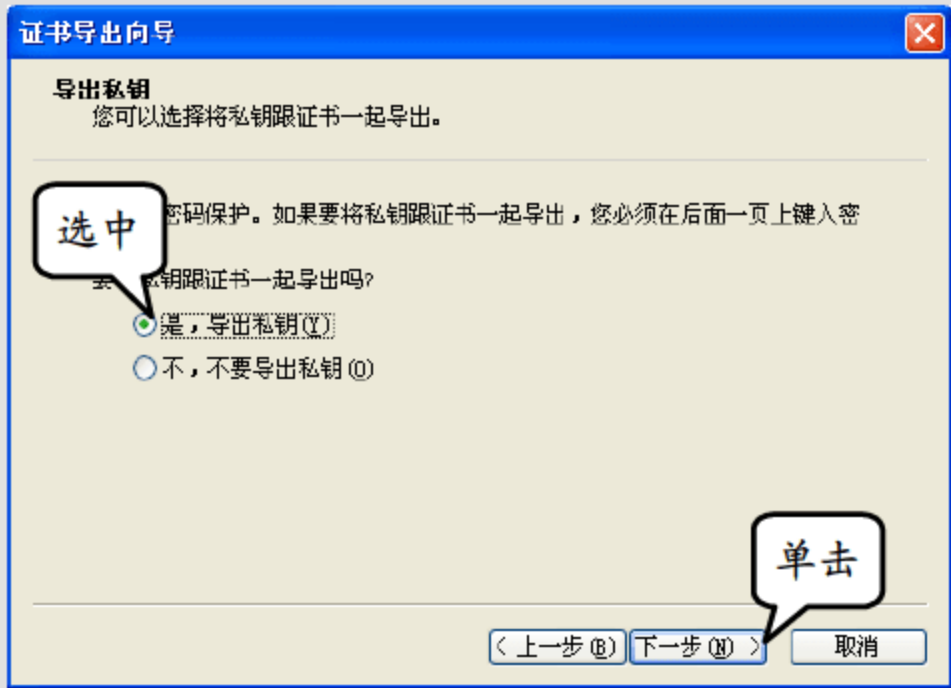 证书导出向导
导出私钥
您可以选择将私钥跟证书一起导出。
选中
密码保护。如果要将私钥跟证书一起导出，您必须在后面一页上键入密
私钥跟证书一起导出吗?
是，导出私钥(Y)
不，不要导出私钥(O)
单击
< 上一步(B)
下一步(N) >
取消